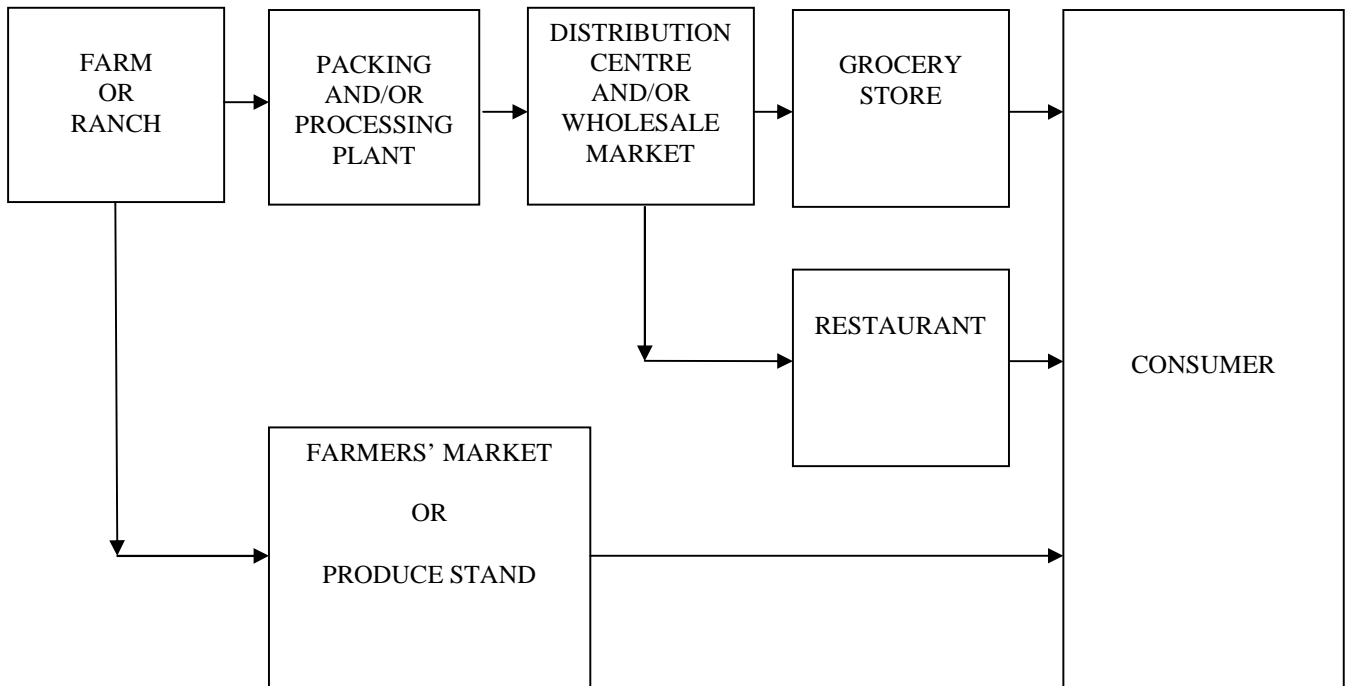 FARM
OR
RANCH
PACKING
AND/OR
PROCESSING
PLANT
DISTRIBUTION
CENTRE
AND/OR
WHOLESALE
MARKET
GROCERY
STORE
RESTAURANT
CONSUMER
FARMERS’ MARKET
OR
PRODUCE STAND